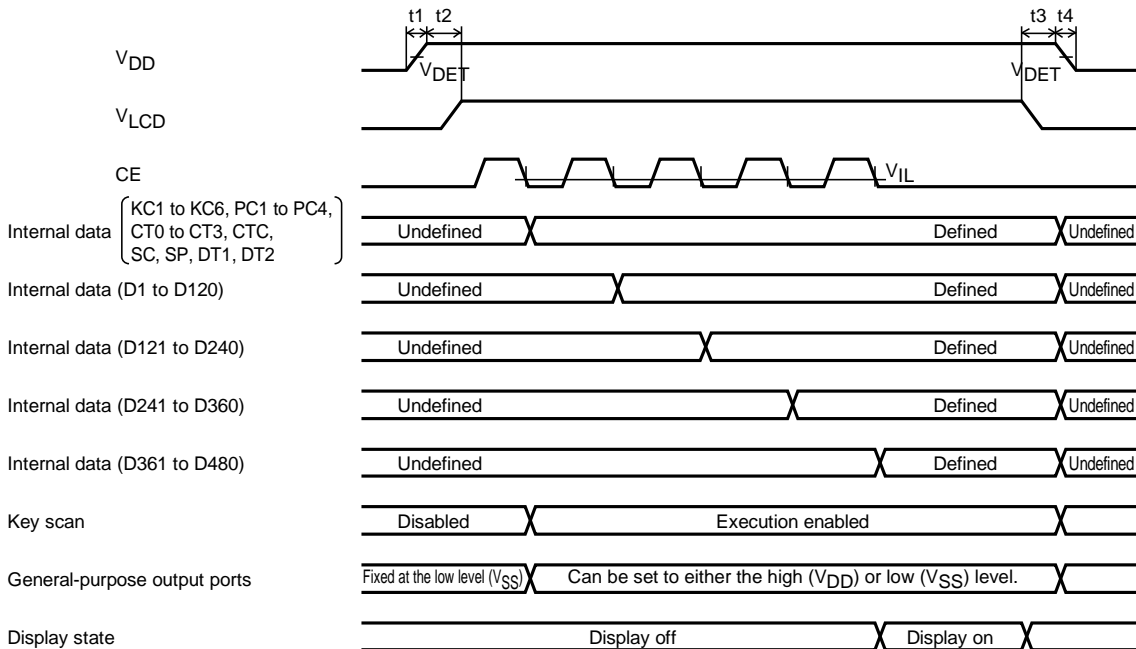 t1 t2 t3 t4
VDD VDET VDET
VLCD
CE VIL
Internal data (KC1 to KC6, PC1 to PC4, CT0 to CT3, CTC, SC, SP, DT1, DT2) Undefined Defined Undefined
Internal data (D1 to D120) Undefined Defined Undefined
Internal data (D121 to D240) Undefined Defined Undefined
Internal data (D241 to D360) Undefined Defined Undefined
Internal data (D361 to D480) Undefined Defined Undefined
Key scan Disabled Execution enabled
General-purpose output ports Fixed at the low level (VSS) Can be set to either the high (VDD) or low (VSS) level.
Display state Display off Display on